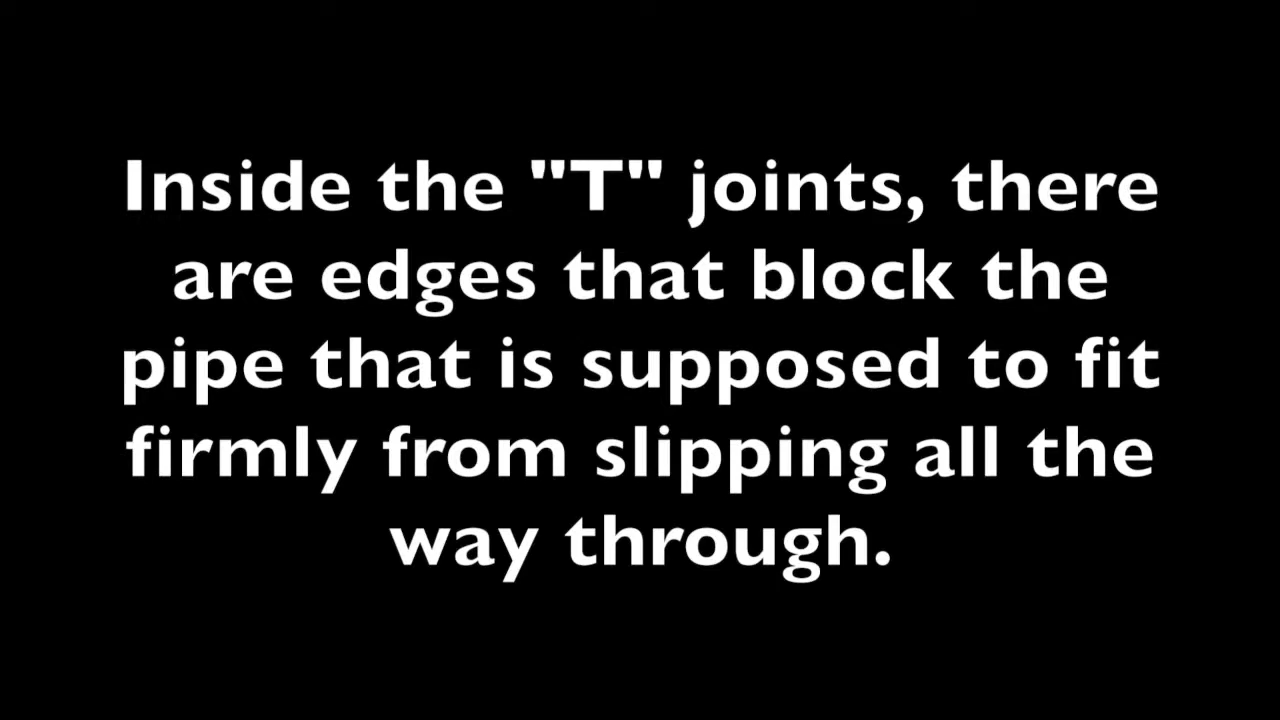 Inside the "T" joints, there
are edges that block the
pipe that is supposed to fit
firmly from slipping all the
way through.